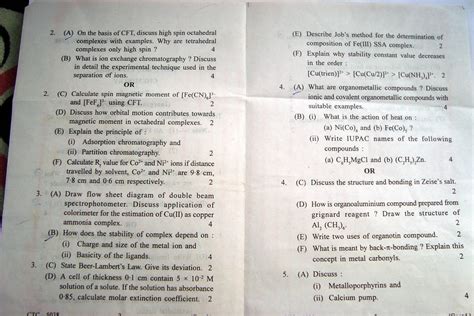 2. (A) On the basis of CFT, discuss high spin octahedral
complexes with examples. Why are tetrahedral
complexes only high spin ? 4
(B) What is ion exchange chromatography ? Discuss
in detail the experimental technique used in the
separation of ions. 4
OR
2. (C) Calculate spin magnetic moment of [Fe(CN)₆]³⁻
and [FeF₆]³⁻ using CFT. 2
(D) Discuss how orbital motion contributes towards
magnetic moment in octahedral complexes. 2
(E) Explain the principle of :
(i) Adsorption chromatography and
(ii) Partition chromatography. 2
(F) Calculate Rf value for Co²⁺ and Ni²⁺ ions if distance
travelled by solvent, Co²⁺ and Ni²⁺ are 9·8 cm,
7·8 cm and 0·6 cm respectively. 2
3. (A) Draw flow sheet diagram of double beam
spectrophotometer. Discuss application of
colorimeter for the estimation of Cu(II) as copper
ammonia complex. 4
(B) How does the stability of complex depend on :
(i) Charge and size of the metal ion and
(ii) Basicity of the ligands. 4
3. (C) State Beer-Lambert's Law. Give its deviation. 2
(D) A cell of thickness 0·1 cm contain 5 × 10⁻² M
solution of a solute. If the solution has absorbance
0·85, calculate molar extinction coefficient. 2
(E) Describe Job's method for the determination of
composition of Fe(III) SSA complex. 2
(F) Explain why stability constant value decreases
in the order :
4. (A) What are organometallic compounds ? Discuss
ionic and covalent organometallic compounds with
suitable examples. 4
(B) (i) What is the action of heat on :
(a) Ni(CO)₄ and (b) Fe(CO)₅ ?
(ii) Write IUPAC names of the following
compounds :
(a) C₂H₅MgCl and (b) (C₂H₅)₂Zn. 4
OR
4. (C) Discuss the structure and bonding in Zeise's salt.
2
(D) How is organoaluminium compound prepared from
grignard reagent ? Draw the structure of
Al₂ (CH₃)₆. 2
(E) Write two uses of organotin compound. 2
(F) What is meant by back-π-bonding ? Explain this
concept in metal carbonyls. 2
5. (A) Discuss :
(i) Metalloporphyrins and
(ii) Calcium pump. 4